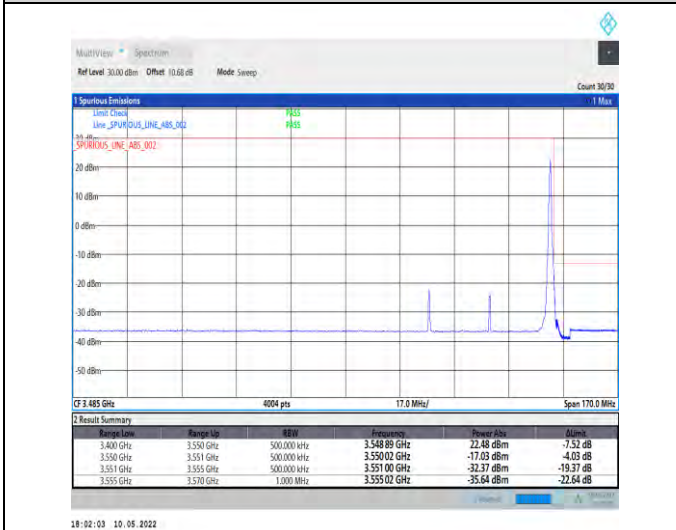 MultiView Spectrum
Ref Level 30.00 dBm Offset 10.68 dB Mode Sweep
Count 30/30
1 Spurious Emissions 1 Max
Limit Check PASS
Line _SPURIOUS_LINE_ABS_002 PASS
_SPURIOUS_LINE_ABS_002
20 dBm
10 dBm
0 dBm
-10 dBm
-20 dBm
-30 dBm
-40 dBm
-50 dBm
CF 3.485 GHz 4004 pts 17.0 MHz/ Span 170.0 MHz
2 Result Summary
Range Low Range Up RBW Frequency Power Abs ΔLimit
3.400 GHz 3.550 GHz 500.000 kHz 3.548 89 GHz 22.48 dBm -7.52 dB
3.550 GHz 3.551 GHz 500.000 kHz 3.550 02 GHz -17.03 dBm -4.03 dB
3.551 GHz 3.555 GHz 500.000 kHz 3.551 00 GHz -32.37 dBm -19.37 dB
3.555 GHz 3.570 GHz 1.000 MHz 3.555 02 GHz -35.64 dBm -22.64 dB
18:02:03 10.05.2022